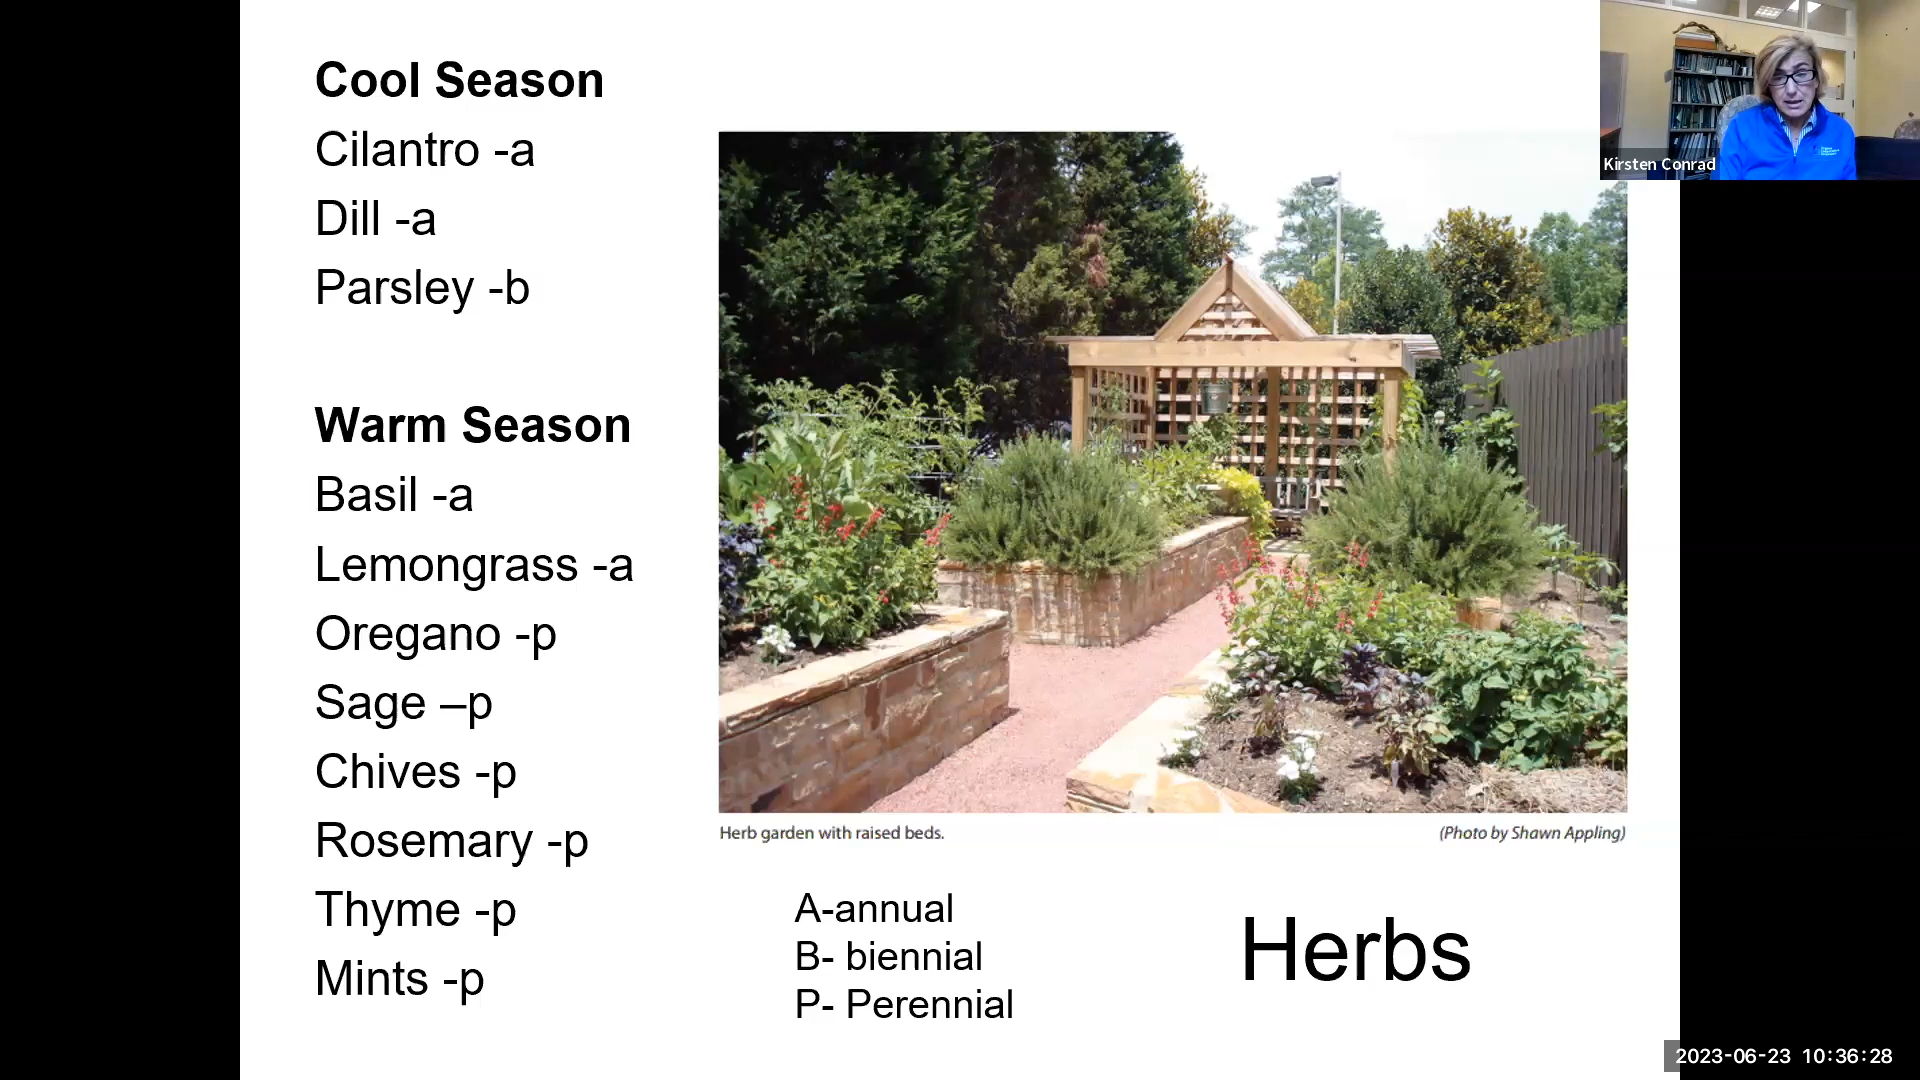 Cool Season
Cilantro -a
Dill -a
Parsley -b
Warm Season
Basil -a
Lemongrass -a
Oregano -p
Sage –p
Chives -p
Rosemary -p
Thyme -p
Mints -p
Herb garden with raised beds.
(Photo by Shawn Appling)
A-annual
B- biennial
P- Perennial
Herbs
Kirsten Conrad
2023-06-23 10:36:28